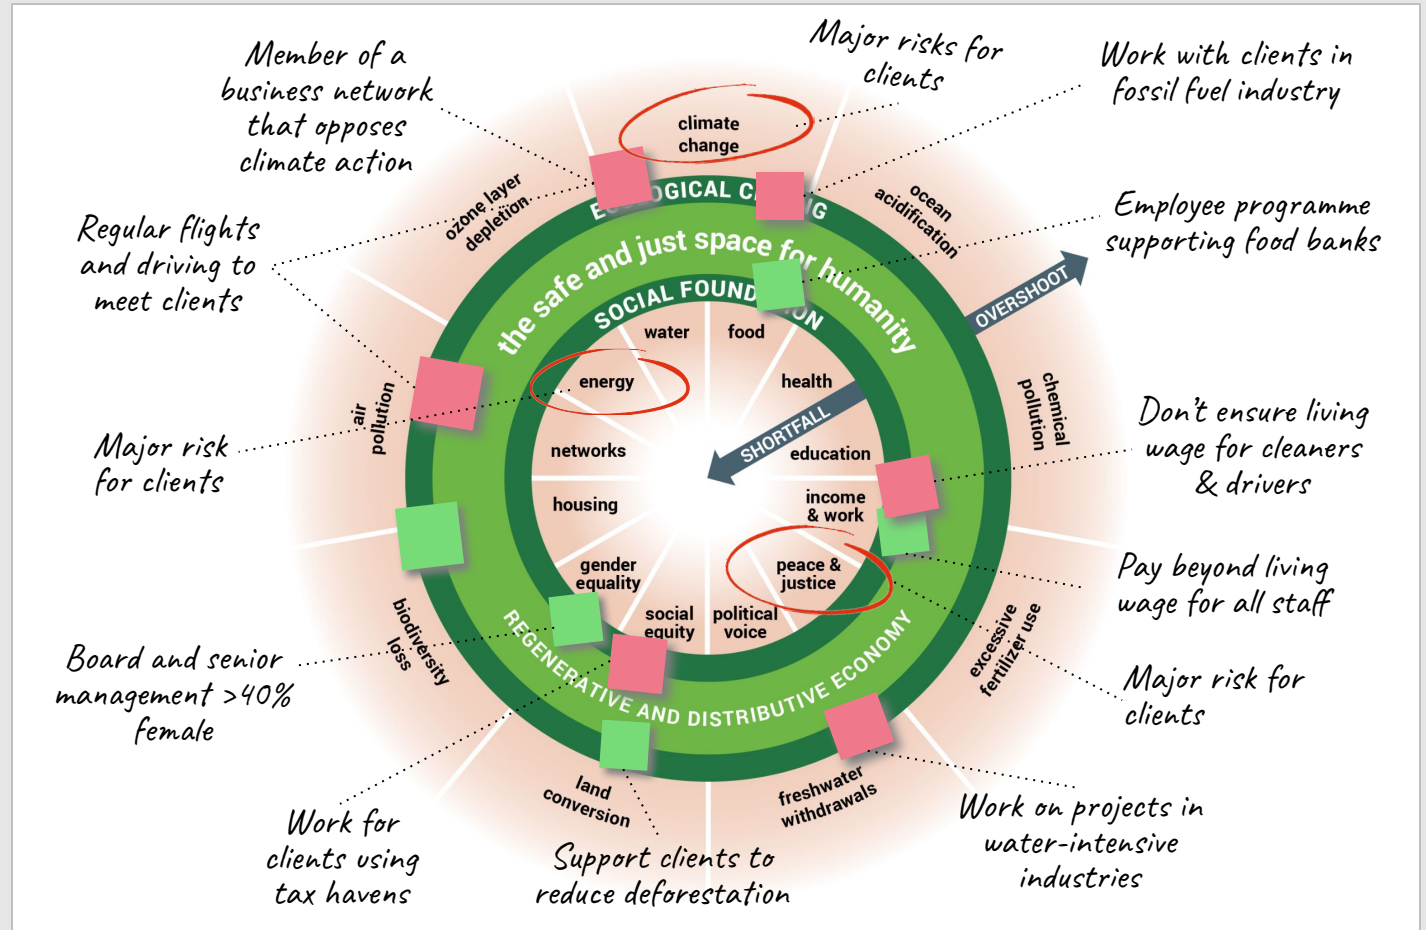 Member of a
business network
that opposes
climate action
Major risks for
clients
Work with clients in
fossil fuel industry
climate
change
Regular flights
and driving to
meet clients
ozone layer
depletion
ocean
acidification
Employee programme
supporting food banks
the safe and just space for humanity
OVERSHOOT
water
food
energy
health
air
pollution
chemical
pollution
Major risk
for clients
networks
SHORTFALL
education
Don't ensure living
wage for cleaners
& drivers
housing
income
& work
gender
equality
peace &
justice
Pay beyond living
wage for all staff
social
equity
political
voice
biodiversity
loss
excessive
fertilizer use
Board and senior
management >40%
female
REGENERATIVE AND DISTRIBUTIVE ECONOMY
Major risk for
clients
land
conversion
freshwater
withdrawals
Work for
clients using
tax havens
Support clients to
reduce deforestation
Work on projects in
water-intensive
industries
SOCIAL